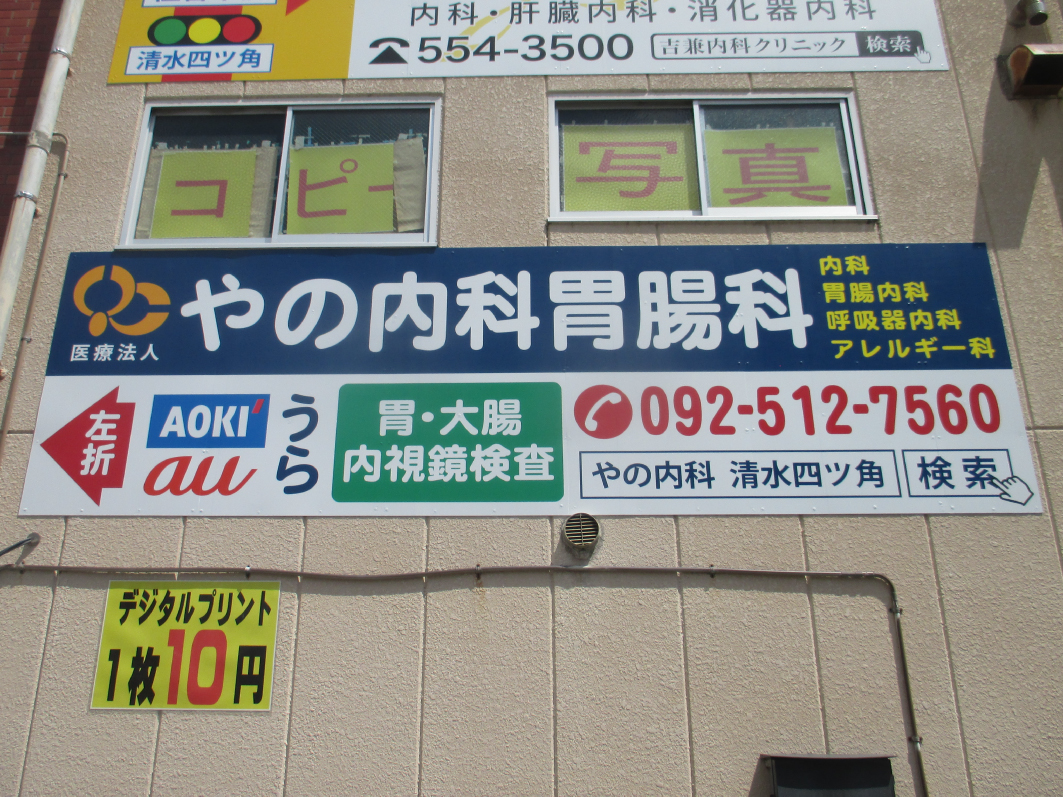 内科・肝臓内科・消化器内科
清水四ツ角
554-3500
吉兼内科クリニック 検索
コピー
写真
医療法人
やの内科胃腸科
内科
胃腸内科
呼吸器内科
アレルギー科
左折
AOKI
au
うら
胃・大腸
内視鏡検査
092-512-7560
やの内科 清水四ツ角 検索
デジタルプリント
1枚10円